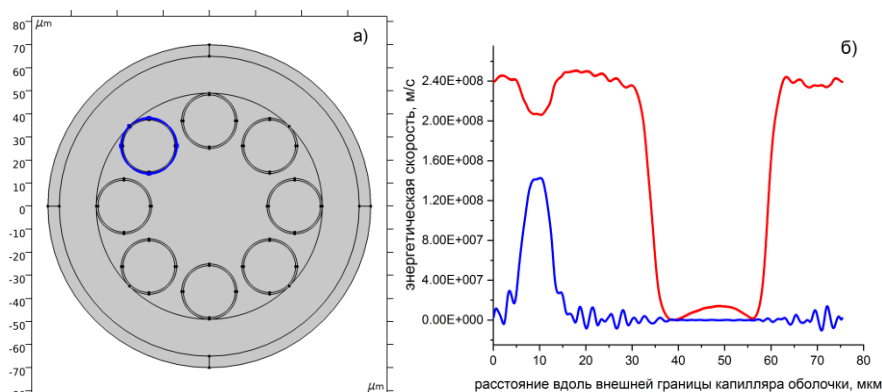 80 μm
а)
70
60
50
40
30
20
10
0
-10
-20
-30
-40
-50
-60
-70
μm
б)
энергетическая скорость, м/с
2.40E+008
2.00E+008
1.60E+008
1.20E+008
8.00E+007
4.00E+007
0.00E+000
0 10 20 30 40 50 60 70 80
расстояние вдоль внешней границы капилляра оболочки, мкм